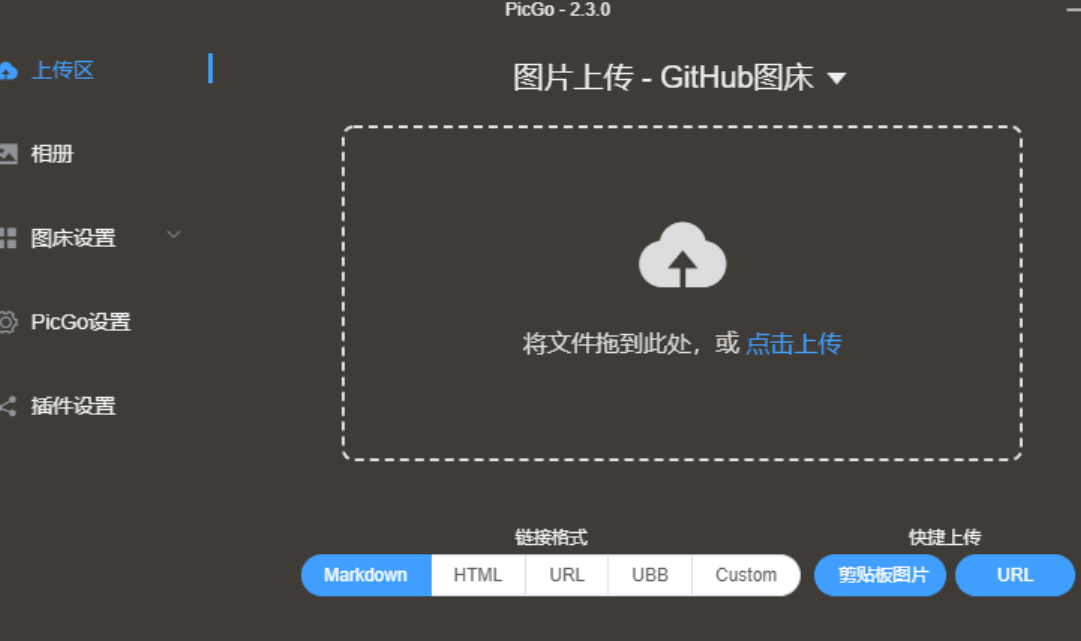 PicGo - 2.3.0
上传区
相册
图床设置
PicGo设置
插件设置
图片上传 - GitHub图床
将文件拖到此处，或 点击上传
链接格式
Markdown HTML URL UBB Custom
快捷上传
剪贴板图片 URL